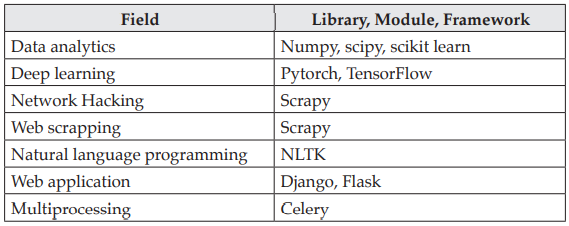 Field Library, Module, Framework
Data analytics Numpy, scipy, scikit learn
Deep learning Pytorch, TensorFlow
Network Hacking Scrapy
Web scrapping Scrapy
Natural language programming NLTK
Web application Django, Flask
Multiprocessing Celery